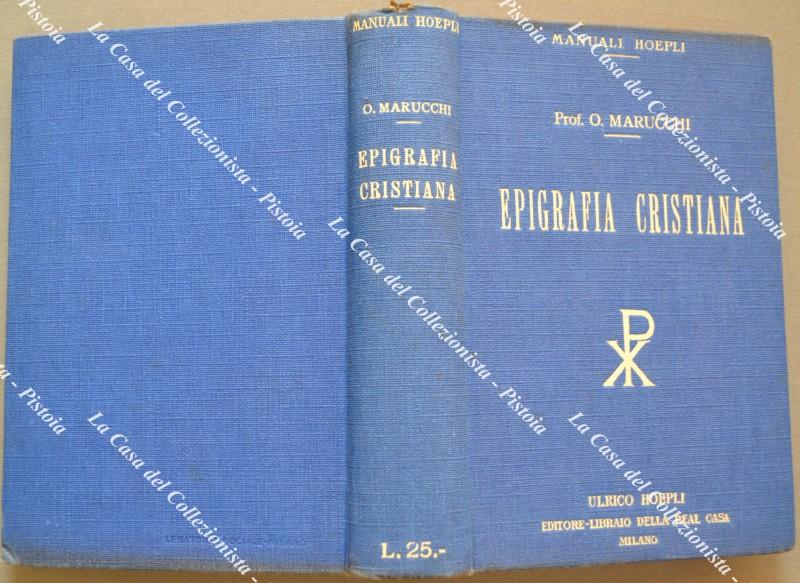 MANUALI HOEPLI
O. MARUCCHI
EPIGRAFIA
CRISTIANA
L. 25.-
MANUALI HOEPLI
Prof. O. MARUCCHI
EPIGRAFIA CRISTIANA
ULRICO HOEPLI
EDITORE-LIBRAIO DELLA REAL CASA
MILANO
La Casa del Collezionista - Pistoia
La Casa del Collezionista - Pistoia
La Casa del Collezionista - Pistoia
La Casa del Collezionista - Pistoia
La Casa del Collezionista - Pistoia